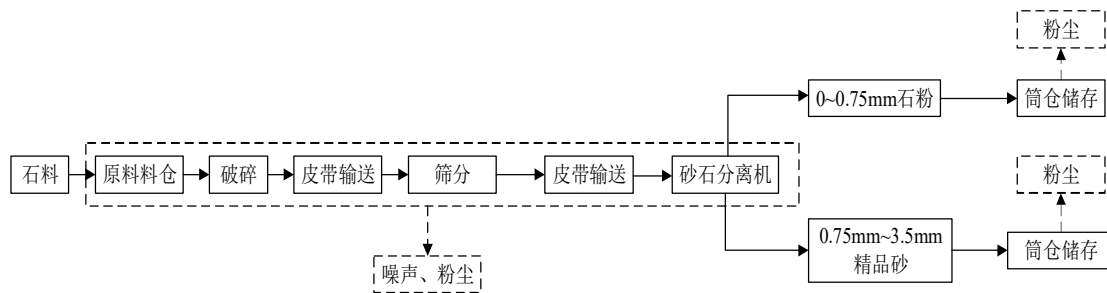 粉尘
0~0.75mm石粉
筒仓储存
石料
原料料仓
破碎
皮带输送
筛分
皮带输送
砂石分离机
粉尘
0.75mm~3.5mm
精品砂
筒仓储存
噪声、粉尘